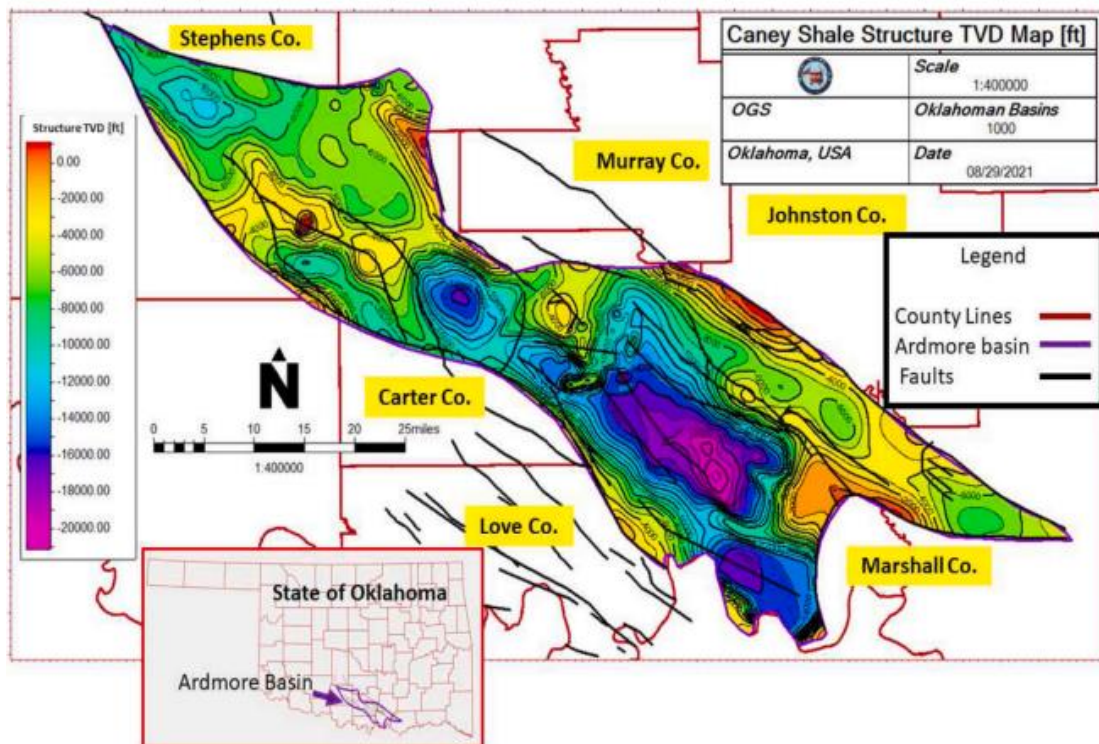 Stephens Co.
Caney Shale Structure TVD Map [ft]
Scale
1:400000
OGS
Oklahoman Basins
1000
Oklahoma, USA
Date
08/29/2021
Structure TVD [ft]
0.00
-2000.00
-4000.00
-6000.00
-8000.00
-10000.00
-12000.00
-14000.00
-16000.00
-18000.00
-20000.00
Murray Co.
Johnston Co.
Legend
County Lines
Ardmore basin
Faults
N
Carter Co.
0 5 10 15 20 25miles
1:400000
Love Co.
Marshall Co.
State of Oklahoma
Ardmore Basin